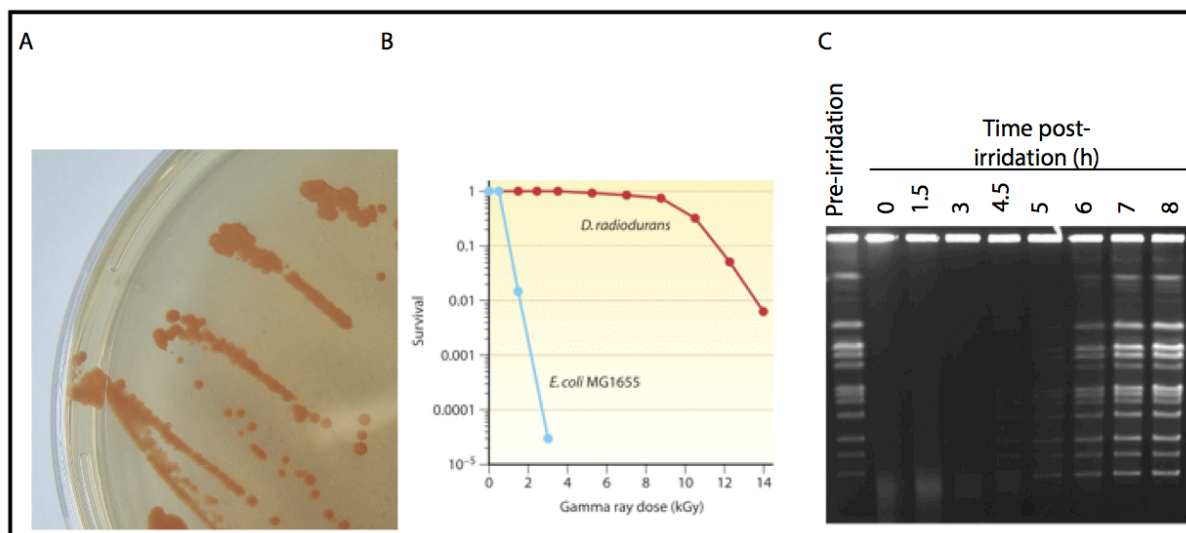 A
B
C
Pre-irridation
Time post-
irridation (h)
0
1.5
3
4.5
5
6
7
8
Survival
1
0.1
0.01
0.001
0.0001
10⁻⁵
D. radiodurans
E. coli MG1655
0 2 4 6 8 10 12 14
Gamma ray dose (kGy)